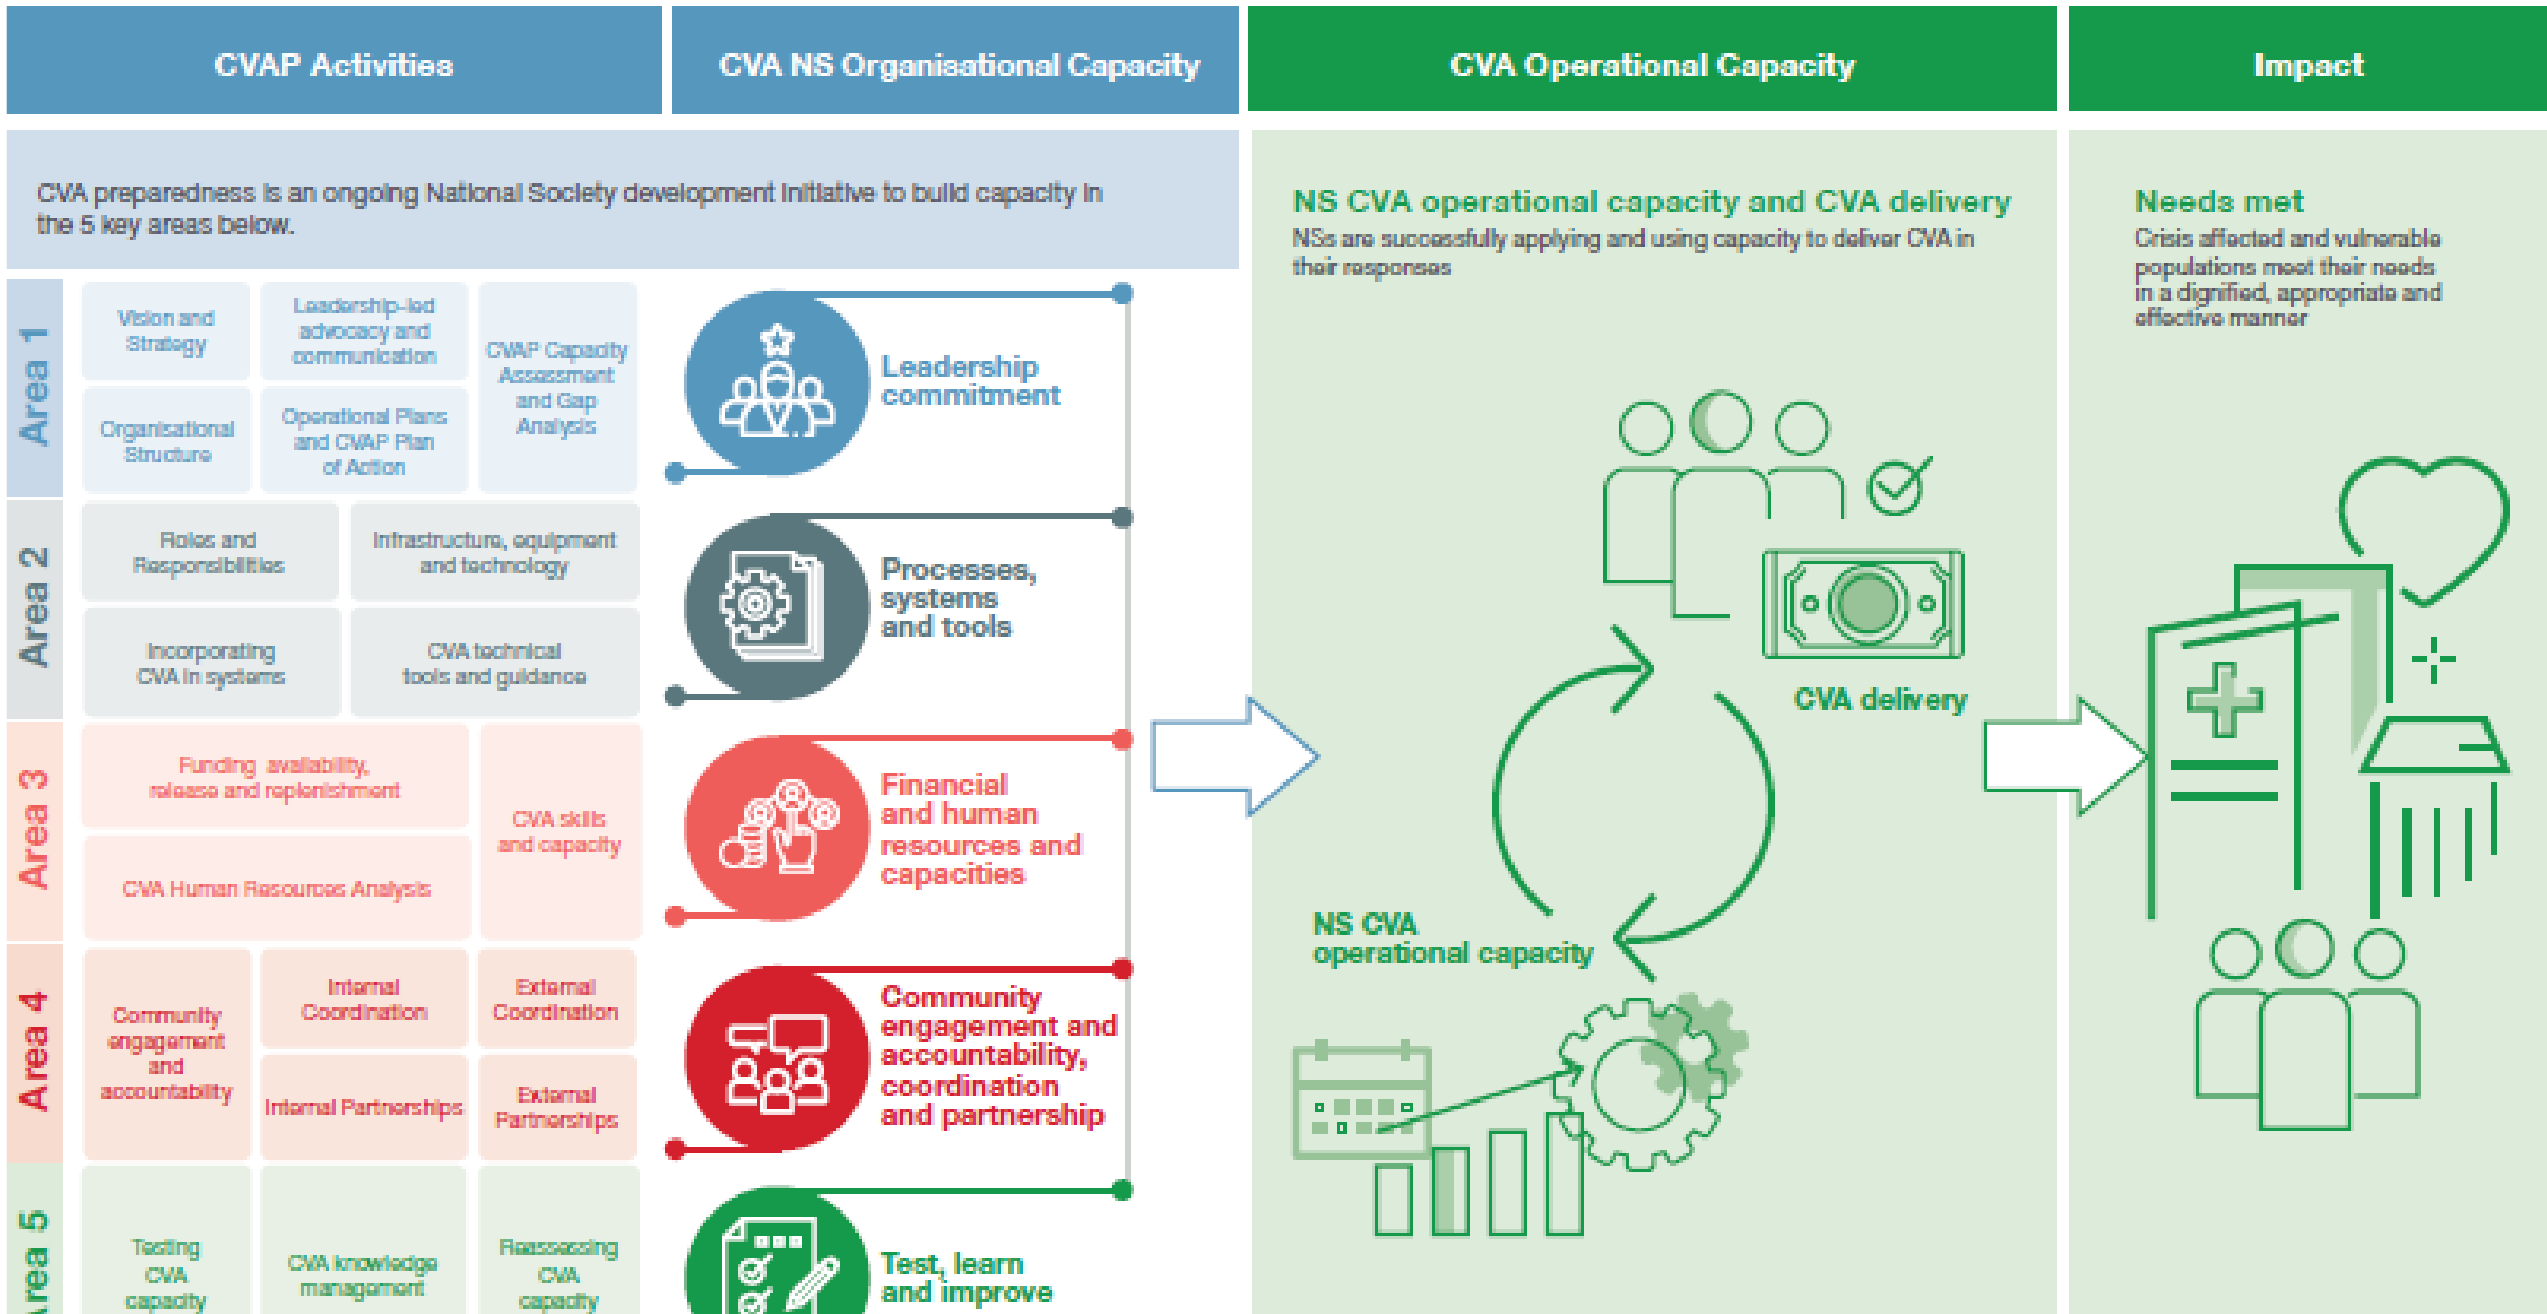 CVAP Activities
CVA NS Organisational Capacity
CVA Operational Capacity
Impact
CVA preparedness is an ongoing National Society development initiative to build capacity in
the 5 key areas below.
Area 1
Vision and
Strategy
Leadership-led
advocacy and
communication
CVAP Capacity
Assessment
and Gap
Analysis
Organisational
Structure
Operational Plans
and CVAP Plan
of Action
Leadership
commitment
Area 2
Roles and
Responsibilities
Infrastructure, equipment
and technology
Incorporating
CVA in systems
CVA technical
tools and guidance
Processes,
systems
and tools
Area 3
Funding availability,
release and replenishment
CVA skills
and capacity
CVA Human Resources Analysis
Financial
and human
resources and
capacities
Area 4
Community
engagement
and
accountability
Internal
Coordination
External
Coordination
Internal Partnerships
External
Partnerships
Community
engagement and
accountability,
coordination
and partnership
Area 5
Testing
CVA
capacity
CVA knowledge
management
Reassessing
CVA
capacity
Test, learn
and improve
NS CVA operational capacity and CVA delivery
NSs are successfully applying and using capacity to deliver CVA in
their responses
CVA delivery
NS CVA
operational capacity
Needs met
Crisis affected and vulnerable
populations meet their needs
in a dignified, appropriate and
effective manner